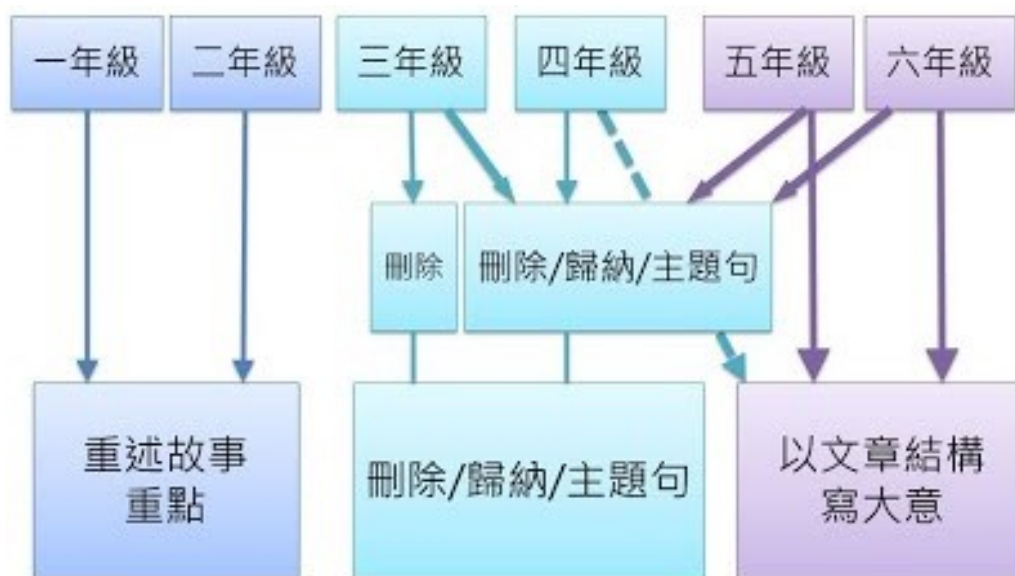 一年級
二年級
三年級
四年級
五年級
六年級
刪除
刪除/歸納/主題句
重述故事
重點
刪除/歸納/主題句
以文章結構
寫大意